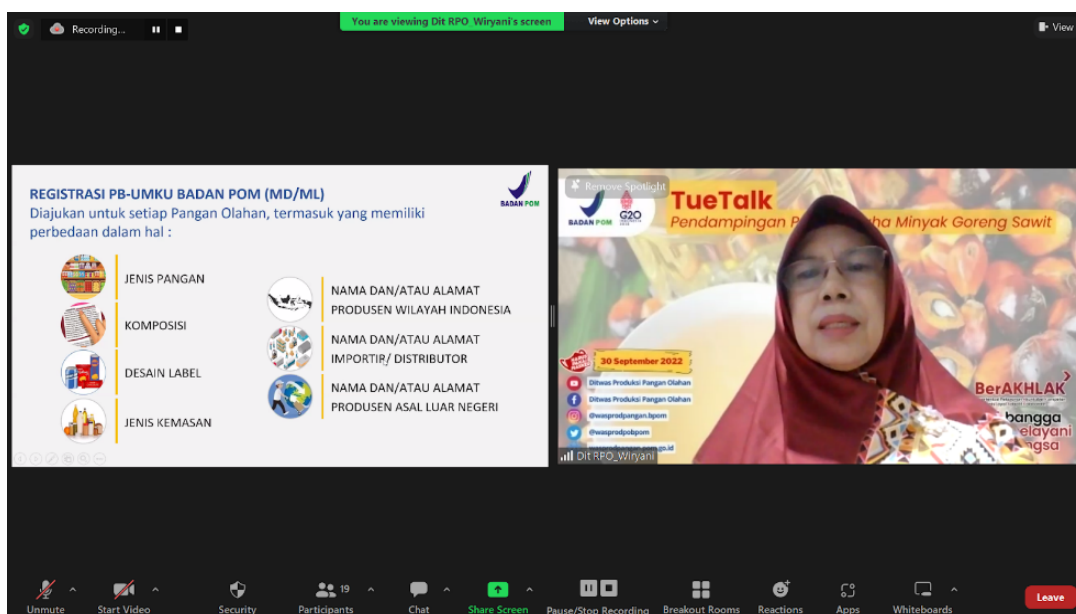 Recording...
You are viewing Dit RPO_Wiryani's screen
View Options
View
REGISTRASI PB-UMKU BADAN POM (MD/ML)
Diajukan untuk setiap Pangan Olahan, termasuk yang memiliki
perbedaan dalam hal :
BADAN POM
JENIS PANGAN
KOMPOSISI
DESAIN LABEL
JENIS KEMASAN
NAMA DAN/ATAU ALAMAT
PRODUSEN WILAYAH INDONESIA
NAMA DAN/ATAU ALAMAT
IMPORTIR/ DISTRIBUTOR
NAMA DAN/ATAU ALAMAT
PRODUSEN ASAL LUAR NEGERI
Remove Spotlight
BADAN POM
G20
TueTalk
Pendampingan P ha Minyak Goreng Sawit
30 September 2022
Ditwas Produksi Pangan Olahan
Ditwas Produksi Pangan Olahan
@wasprodpangan.bpom
@wasprodpobpom
BerAKHLAK
bangga
elayani
ngsa
Dit RPO_Wiryani
Unmute
Start Video
Security
19
Participants
Chat
Share Screen
Pause/Stop Recording
Breakout Rooms
Reactions
Apps
Whiteboards
Leave